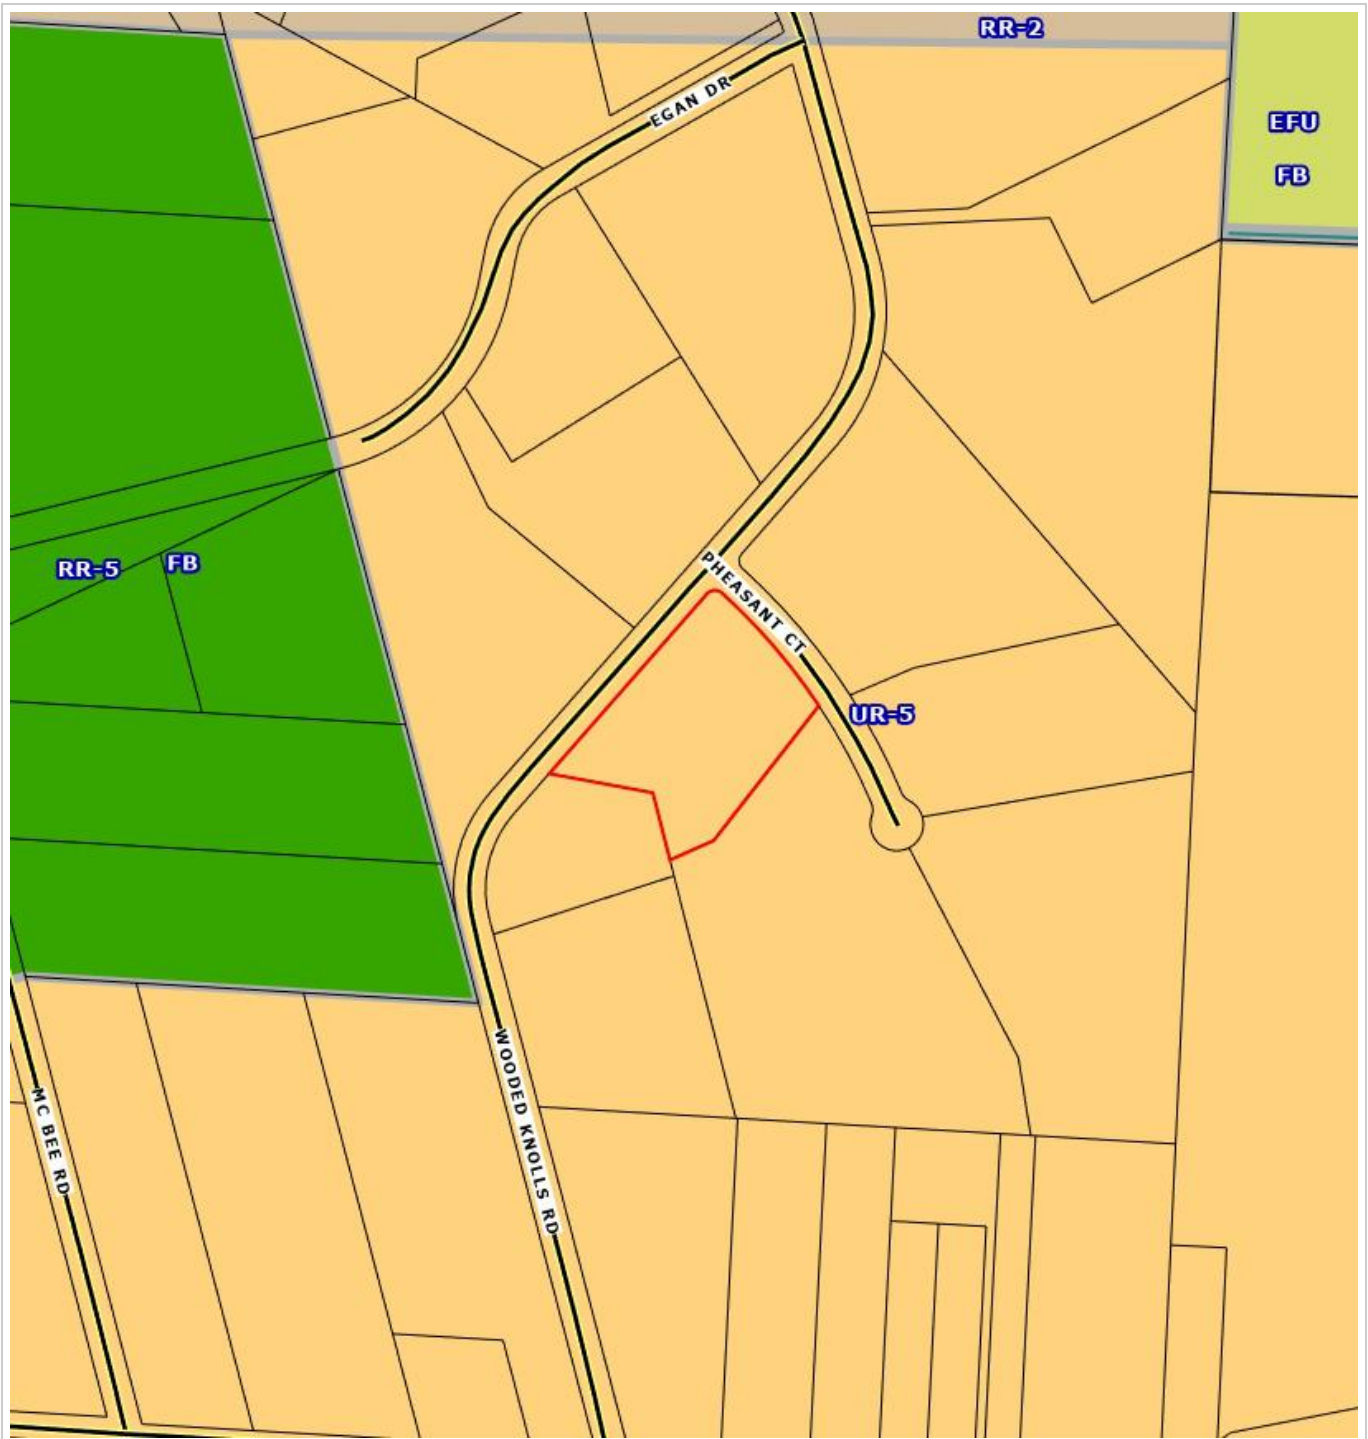 RR-2
EGAN DR
EFU
FB
RR-5
FB
PHEASANT CT
UR-5
WOODED KNOLLS RD
MC BEE RD